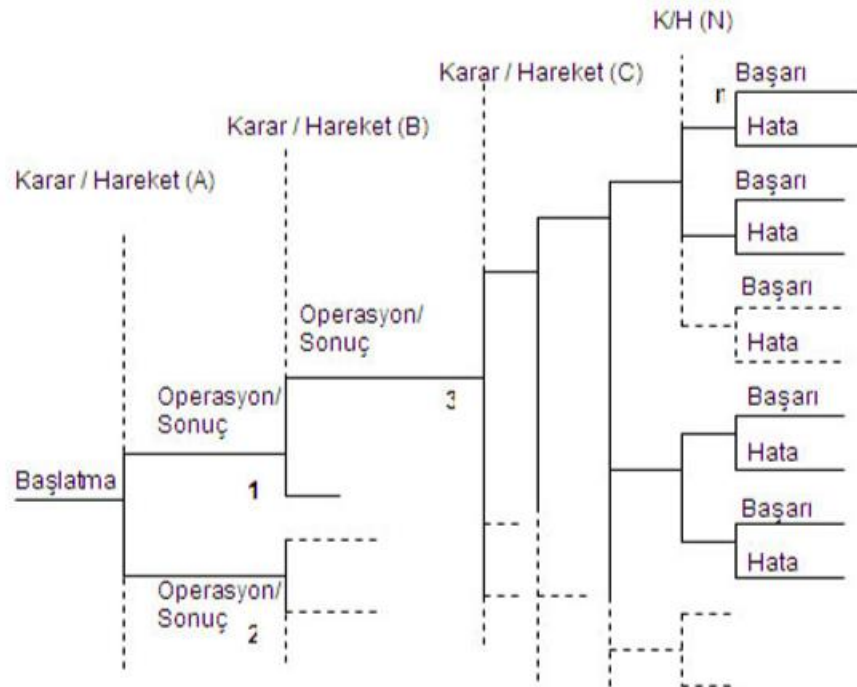 K/H (N)
Karar / Hareket (C)
Karar / Hareket (B)
Karar / Hareket (A)
n
Başarı
Hata
Başarı
Hata
Başarı
Hata
Operasyon/
Sonuç
3
Operasyon/
Sonuç
1
Başlatma
Operasyon/
Sonuç
2
Başarı
Hata
Başarı
Hata